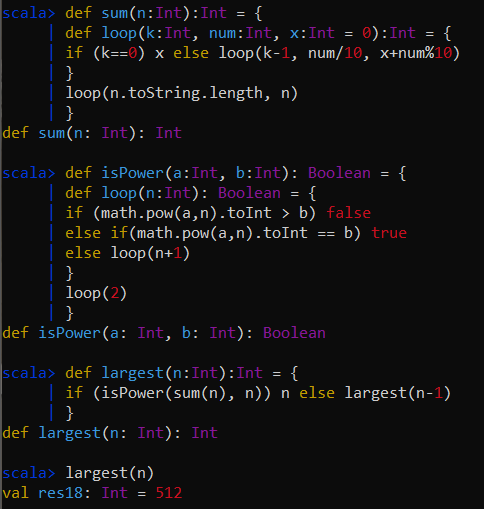 scala> def sum(n:Int):Int = {
     | def loop(k:Int, num:Int, x:Int = 0):Int = {
     | if (k==0) x else loop(k-1, num/10, x+num%10)
     | }
     | loop(n.toString.length, n)
     | }
def sum(n: Int): Int

scala> def isPower(a:Int, b:Int): Boolean = {
     | def loop(n:Int): Boolean = {
     | if (math.pow(a,n).toInt > b) false
     | else if(math.pow(a,n).toInt == b) true
     | else loop(n+1)
     | }
     | loop(2)
     | }
def isPower(a: Int, b: Int): Boolean

scala> def largest(n:Int):Int = {
     | if (isPower(sum(n), n)) n else largest(n-1)
     | }
def largest(n: Int): Int

scala> largest(n)
val res18: Int = 512